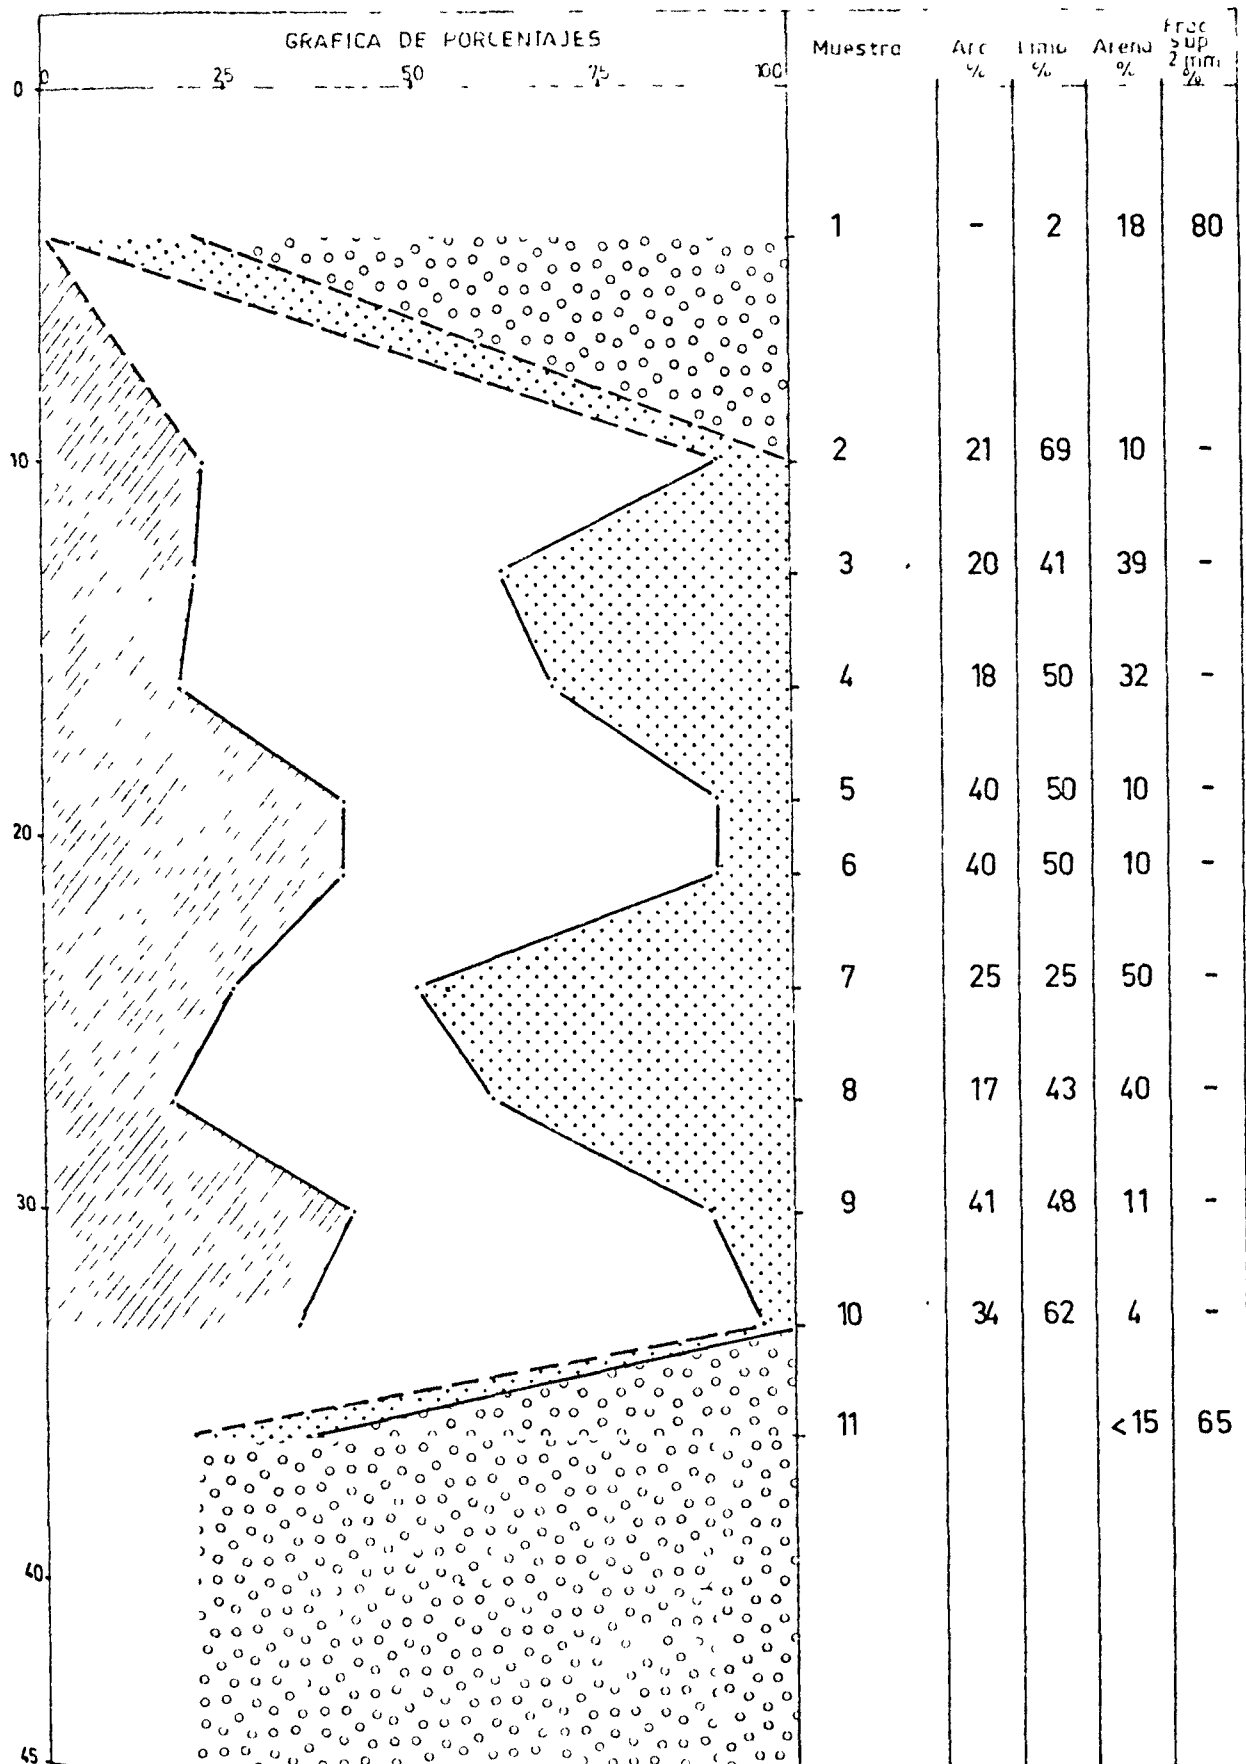 GRAFICA DE PORCENTAJES
0 25 50 75 100
Muestra Arc % Limo % Arena % Frac Sup 2 mm %
0
1 - 2 18 80
10
2 21 69 10 -
3 20 41 39 -
4 18 50 32 -
5 40 50 10 -
20
6 40 50 10 -
7 25 25 50 -
8 17 43 40 -
30
9 41 48 11 -
10 34 62 4 -
11 <15 65
40
45